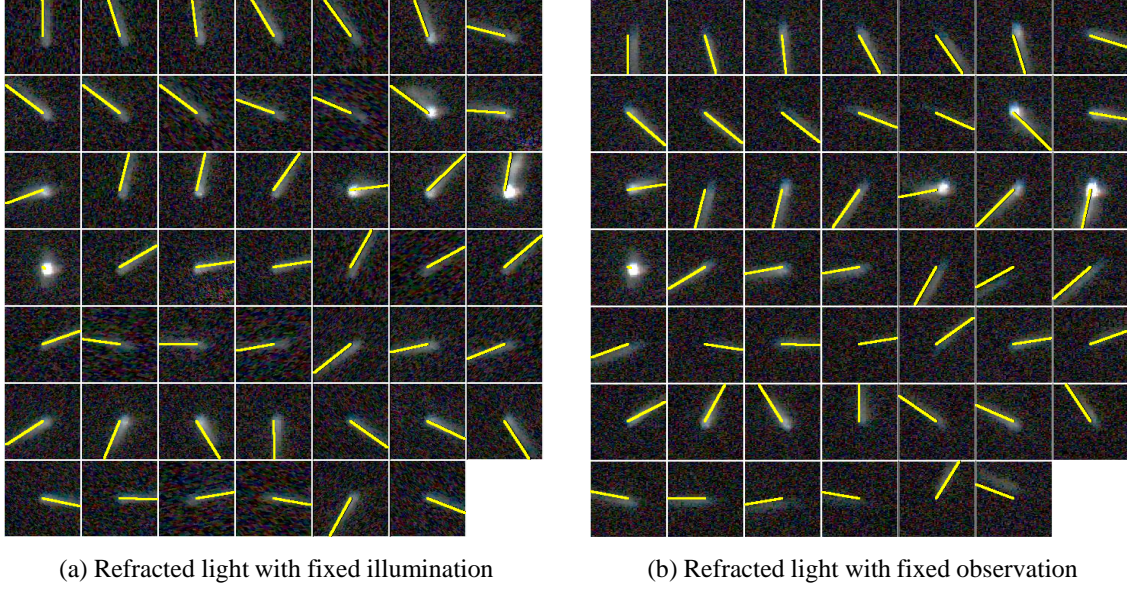 (a) Refracted light with fixed illumination
(b) Refracted light with fixed observation